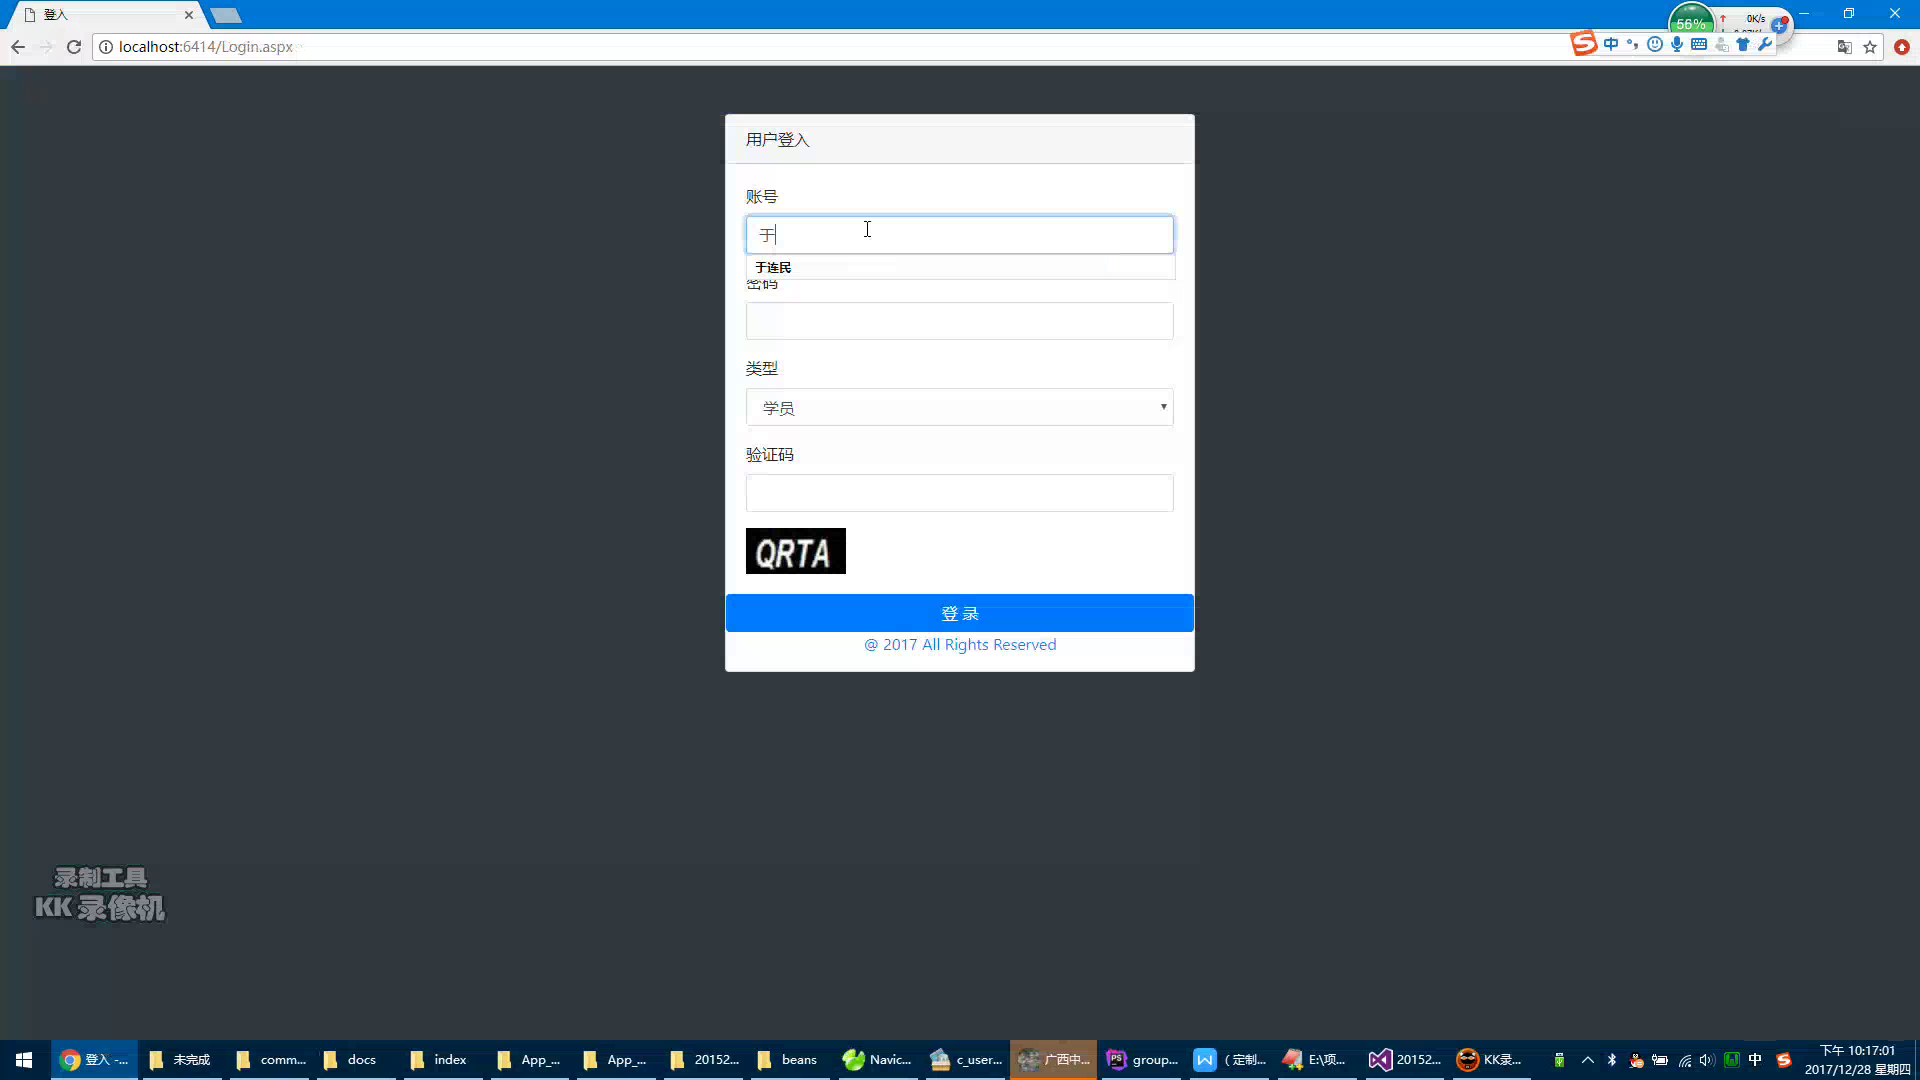 登入
56%
0K/s
localhost:6414/Login.aspx
中
用户登入
账号
于
于连民
密码
类型
学员
验证码
QRTA
登 录
@ 2017 All Rights Reserved
录制工具
KK 录像机
登入 -...
未完成
comm...
docs
index
App_...
App_...
20152...
beans
Navic...
c_user...
广西中...
group...
（ 定制...
E:\项...
20152...
KK录...
中
下午 10:17:01
2017/12/28 星期四